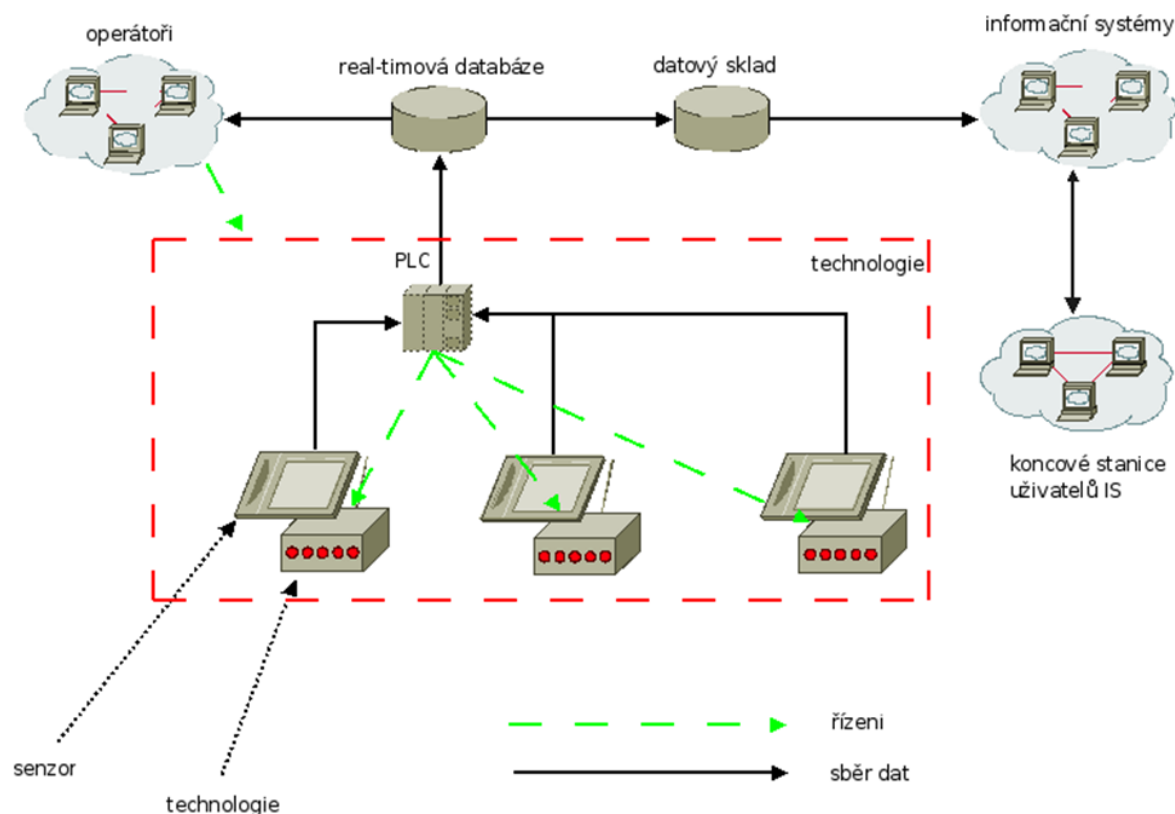 operátoři
real-timová databáze
datový sklad
informační systémy
PLC
technologie
koncové stanice
uživatelů IS
řízeni
senzor
sběr dat
technologie